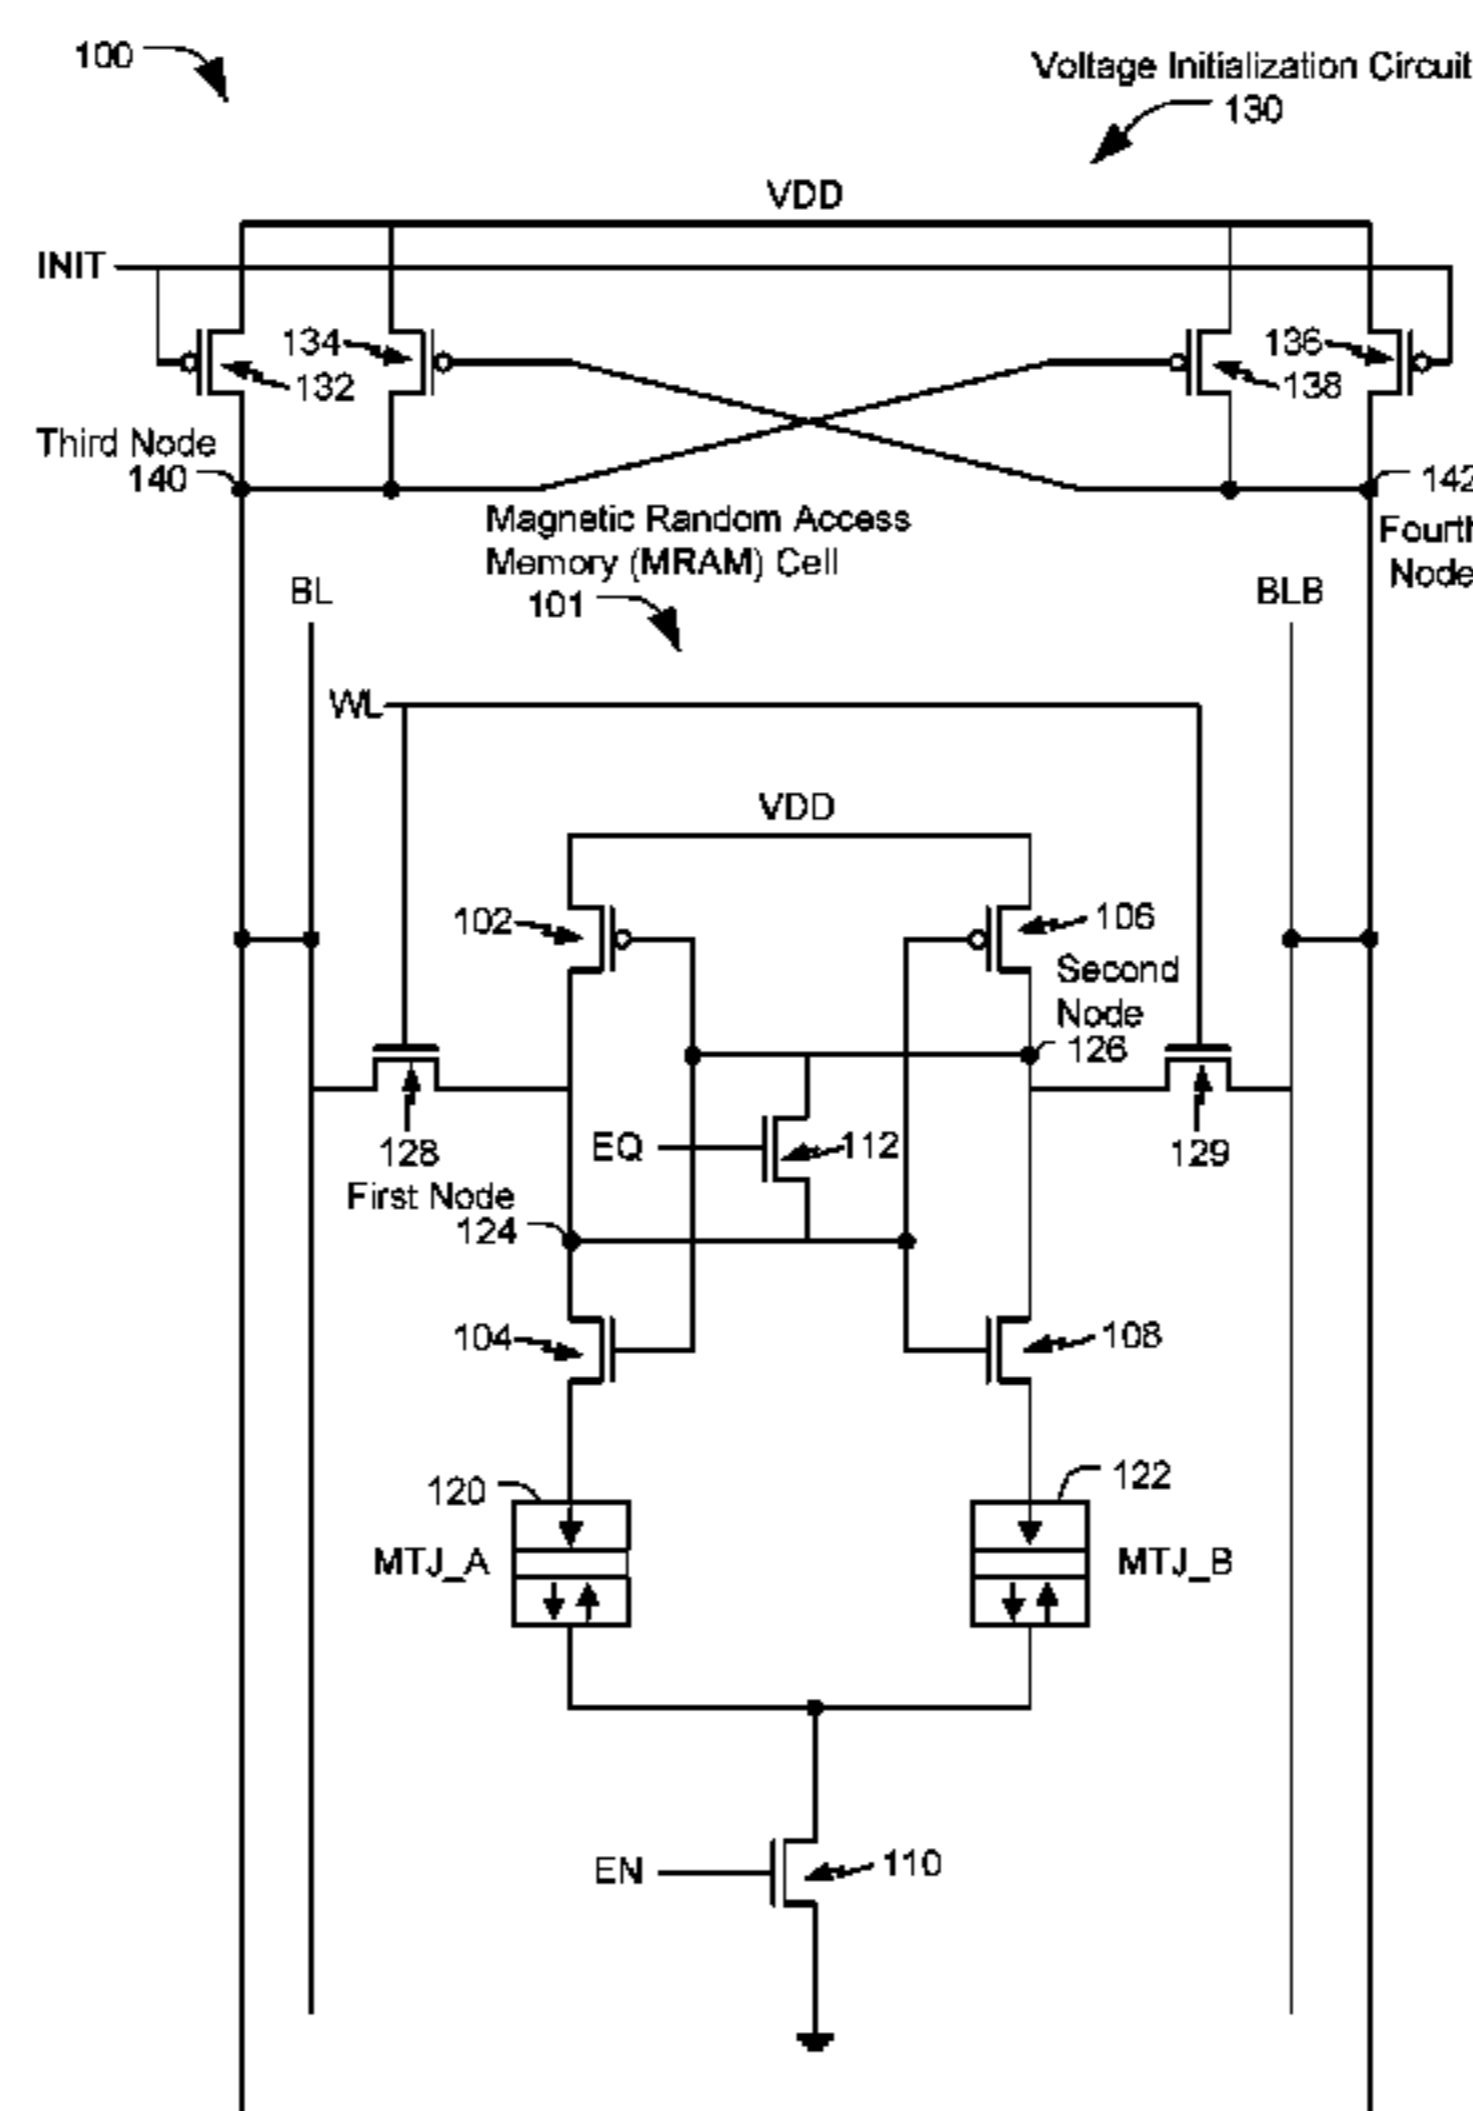 100
Voltage Initialization Circuit
130
VDD
INIT
134
132
136
138
Third Node
140
142
Fourth
Node
Magnetic Random Access
Memory (MRAM) Cell
101
BL
BLB
WL
VDD
102
106
Second
Node
126
128
EQ
112
129
First Node
124
104
108
120
122
MTJ_A
MTJ_B
EN
110